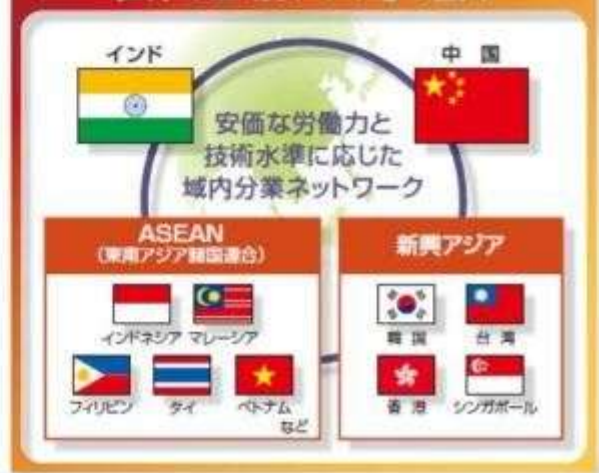 インド
中国
安価な労働力と
技術水準に応じた
域内分業ネットワーク
ASEAN
(東南アジア諸国連合)
インドネシア マレーシア
フィリピン タイ ベトナム
など
新興アジア
韓国 台湾
香港 シンガポール